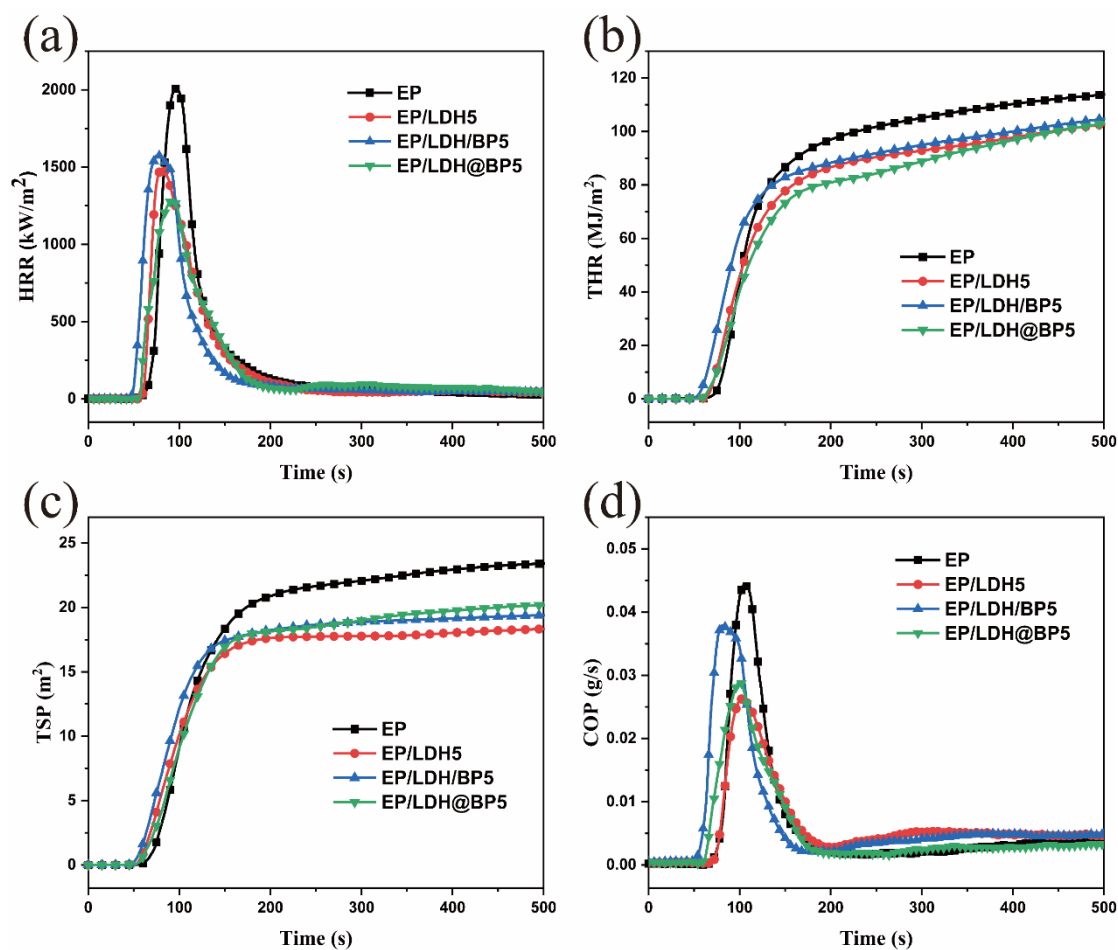 (a)
HRR (kW/m²)
2000
1500
1000
500
0
EP
EP/LDH5
EP/LDH/BP5
EP/LDH@BP5
0 100 200 300 400 500
Time (s)
(b)
THR (MJ/m²)
120
100
80
60
40
20
0
EP
EP/LDH5
EP/LDH/BP5
EP/LDH@BP5
0 100 200 300 400 500
Time (s)
(c)
TSP (m²)
25
20
15
10
5
0
EP
EP/LDH5
EP/LDH/BP5
EP/LDH@BP5
0 100 200 300 400 500
Time (s)
(d)
COP (g/s)
0.05
0.04
0.03
0.02
0.01
0.00
EP
EP/LDH5
EP/LDH/BP5
EP/LDH@BP5
0 100 200 300 400 500
Time (s)